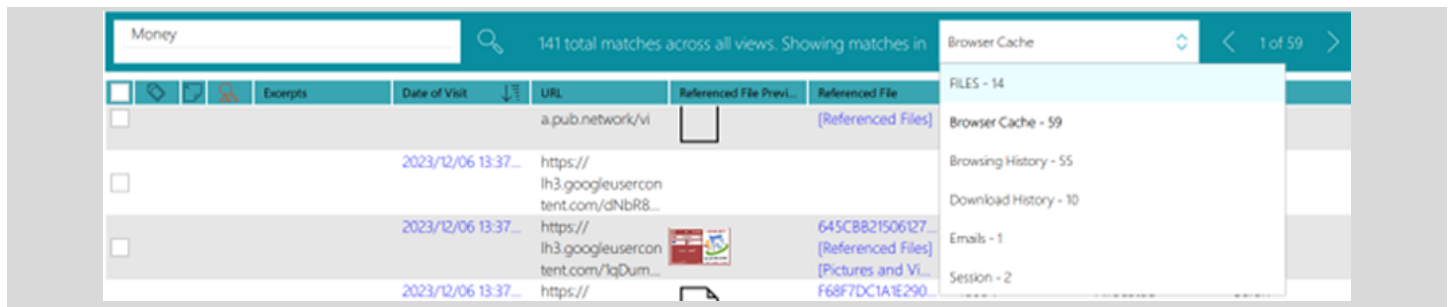 Money
141 total matches across all views. Showing matches in
Browser Cache
1 of 59
Excerpts
Date of Visit
URL
Referenced File Previ...
Referenced File
FILES - 14
Browser Cache - 59
Browsing History - 55
Download History - 10
Emails - 1
Session - 2
a.pub.network/vi
[Referenced Files]
2023/12/06 13:37...
https://
lh3.googleusercon
tent.com/dNbR8...
2023/12/06 13:37...
https://
lh3.googleusercon
tent.com/1qDum...
645CBB21506127...
[Referenced Files]
[Pictures and Vi...
2023/12/06 13:37...
https://
F68F7DC1A1E290...